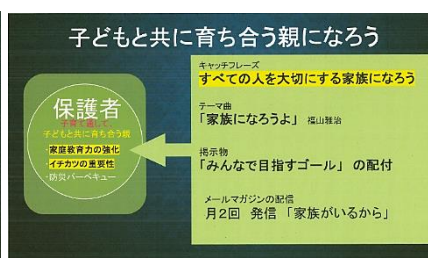 子どもと共に育ち合う親になろう
保護者
子育て通して、
子どもと共に育ち合う親
・家庭教育力の強化
・イチカツの重要性
・防災バーベキュー
キャッチフレーズ
すべての人を大切にする家族になろう
テーマ曲
「家族になろうよ」 福山雅治
掲示物
「みんなで目指すゴール」の配付
メールマガジンの配信
月2回 発信「家族がいるから」